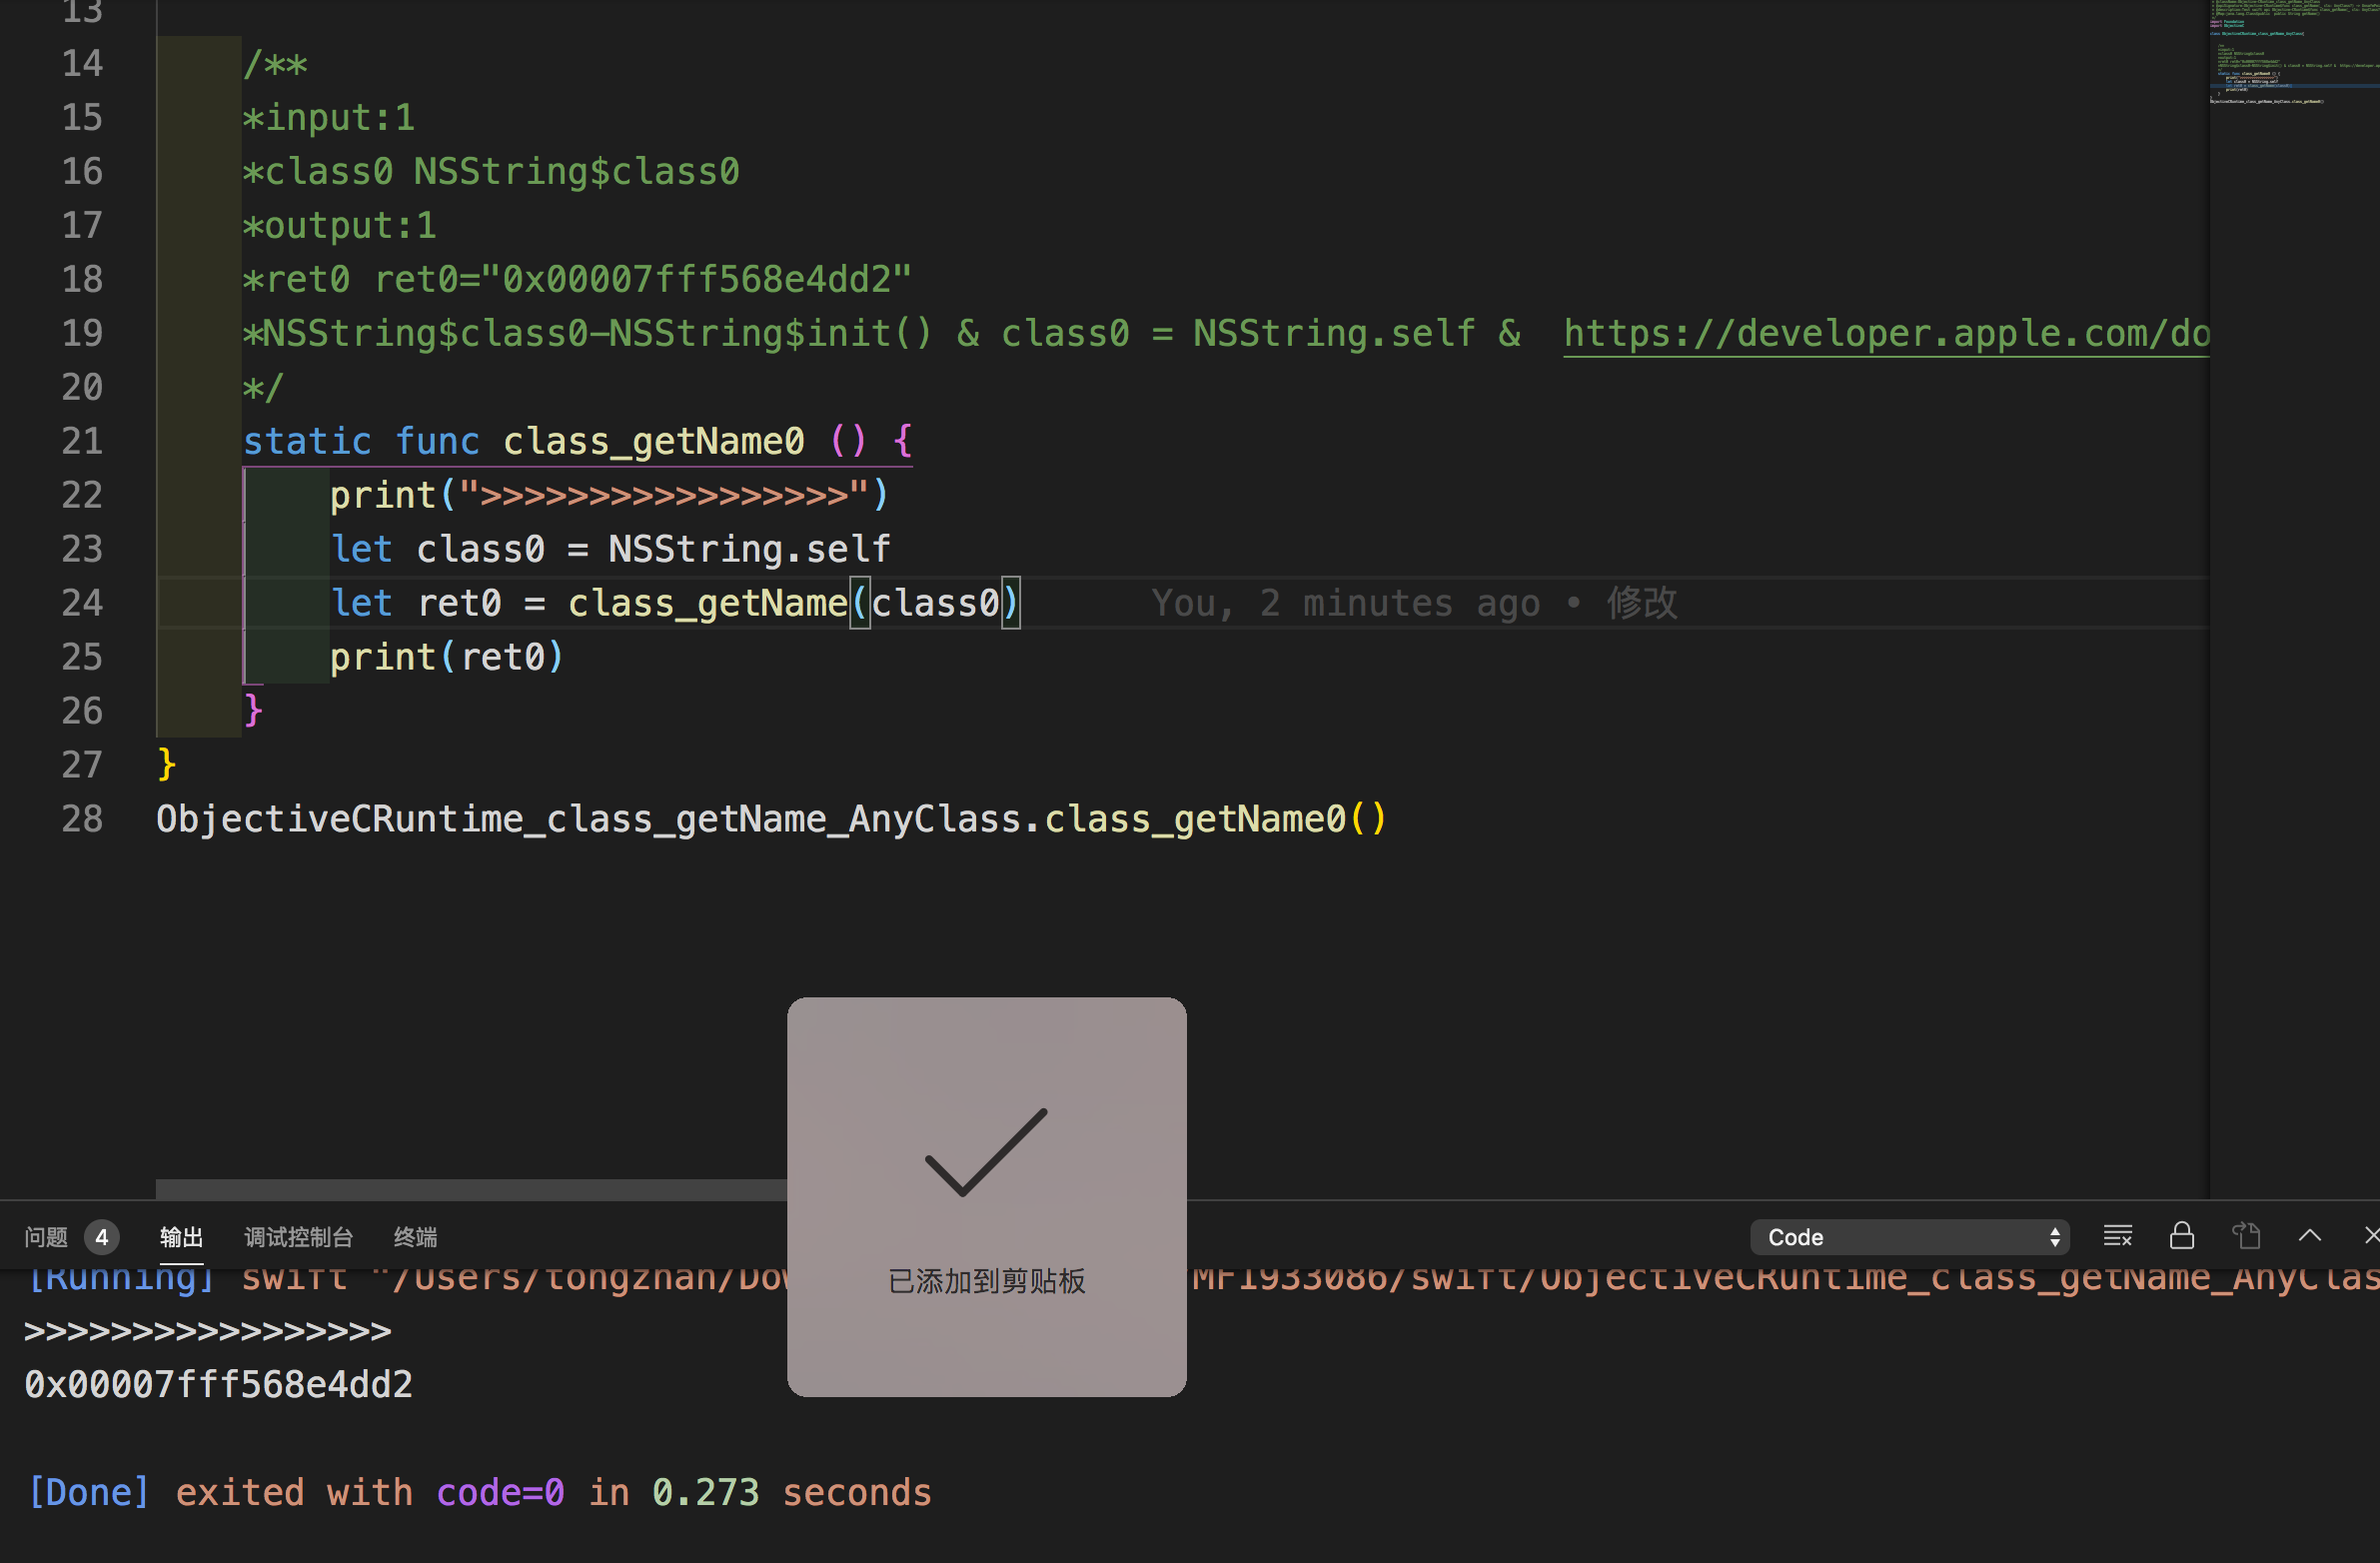 13
14 /**
15 *input:1
16 *class0 NSString$class0
17 *output:1
18 *ret0 ret0="0x00007fff568e4dd2"
19 *NSString$class0-NSString$init() & class0 = NSString.self &  https://developer.apple.com/do
20 */
21 static func class_getName0 () {
22 print(">>>>>>>>>>>>>>>>>")
23 let class0 = NSString.self
24 let ret0 = class_getName(class0) You, 2 minutes ago • 修改
25 print(ret0)
26 }
27 }
28 ObjectiveCRuntime_class_getName_AnyClass.class_getName0()
问题 4 输出 调试控制台 终端 Code
[Running] swift "/Users/tongzhan/Dow MF1933086/swift/ObjectiveCRuntime_class_getName_AnyClas
已添加到剪贴板
>>>>>>>>>>>>>>>>>
0x00007fff568e4dd2
[Done] exited with code=0 in 0.273 seconds